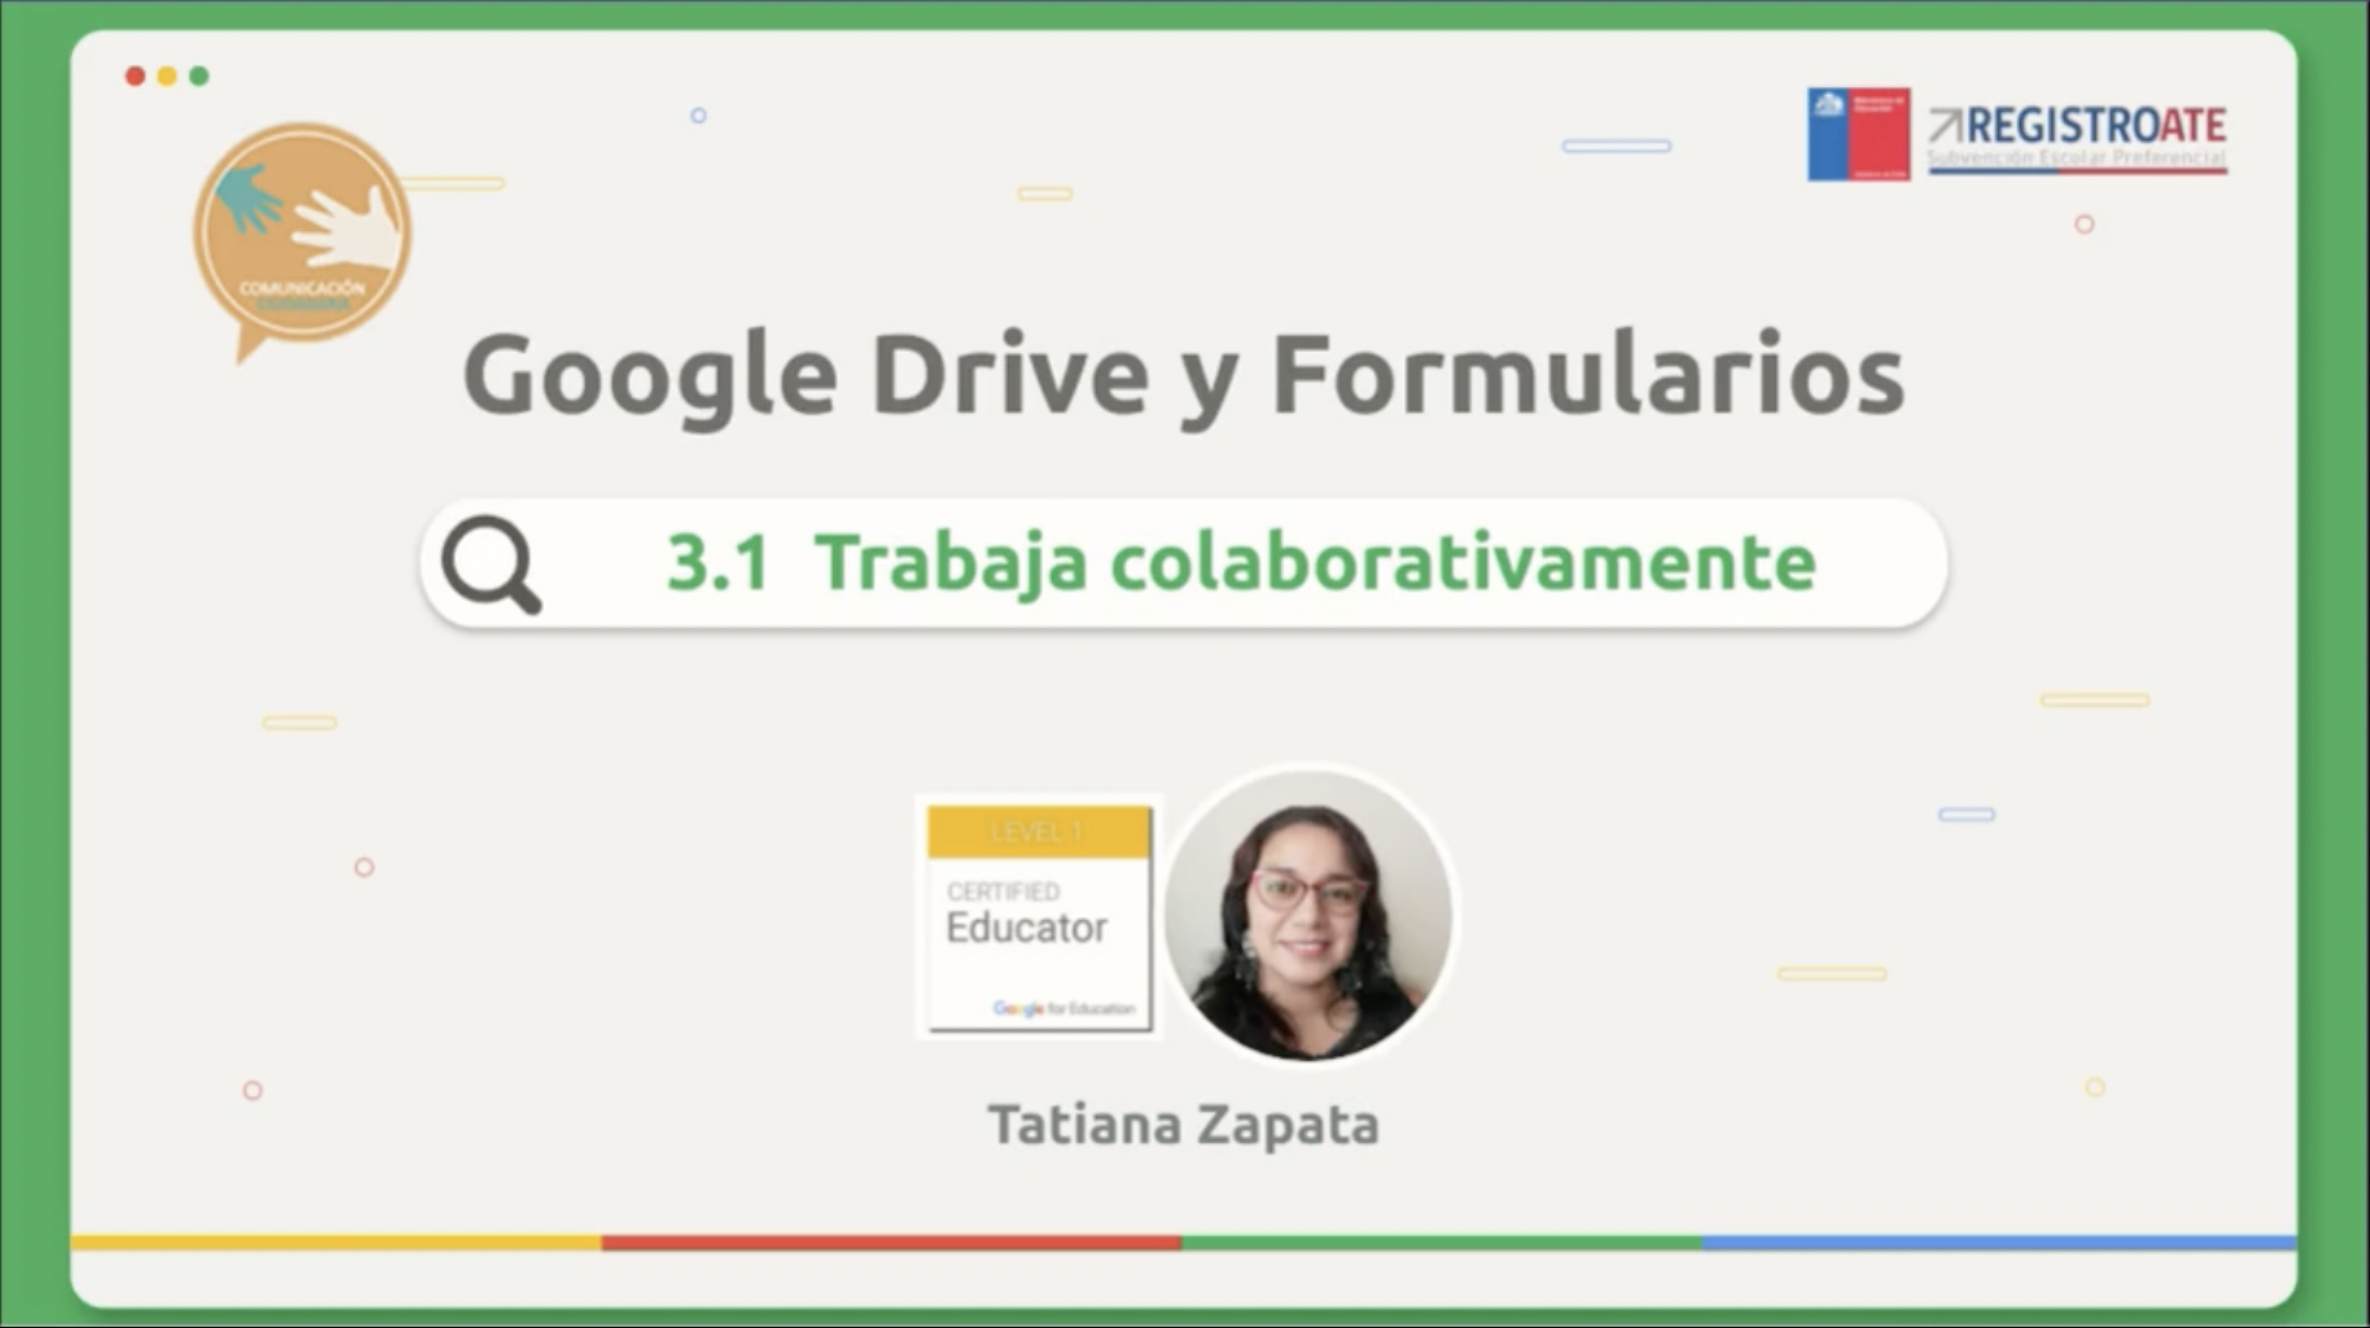 COMUNICACIÓN
CIUDADANA
REGISTROATE
Subvención Escolar Preferencial
Google Drive y Formularios
3.1 Trabaja colaborativamente
LEVEL 1
CERTIFIED
Educator
Google for Education
Tatiana Zapata